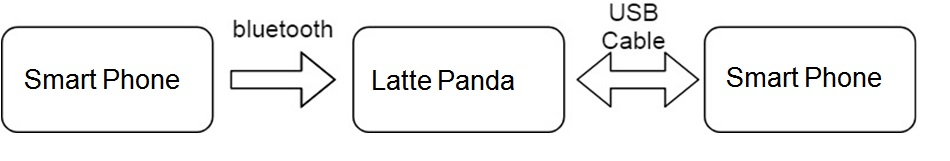 Smart Phone
bluetooth
Latte Panda
USB
Cable
Smart Phone